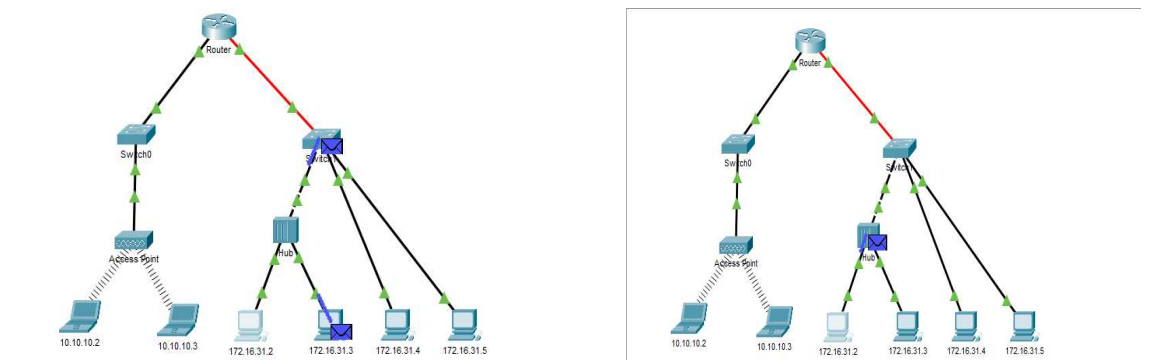 Router
Switch0
Switch1
Hub
Access Point
10.10.10.2
10.10.10.3
172.16.31.2
172.16.31.3
172.16.31.4
172.16.31.5
Router
Switch0
Switch1
Hub
Access Point
10.10.10.2
10.10.10.3
172.16.31.2
172.16.31.3
172.16.31.4
172.16.31.5